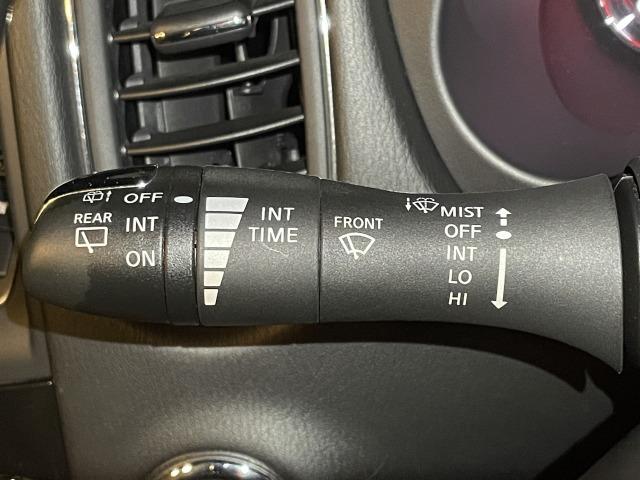 OFF
REAR
INT
ON
INT
TIME
FRONT
MIST
OFF
INT
LO
HI